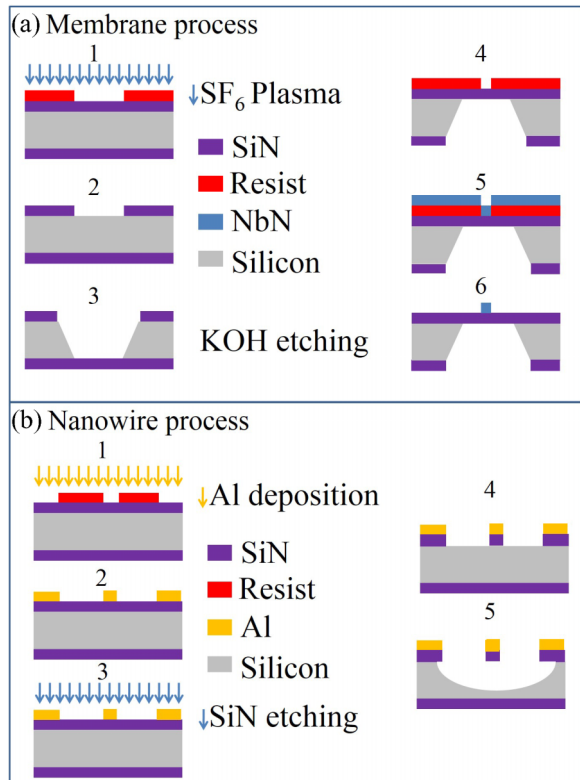 (a) Membrane process
1
SF6 Plasma
SiN
Resist
NbN
Silicon
2
3
KOH etching
4
5
6
(b) Nanowire process
1
Al deposition
SiN
Resist
Al
Silicon
2
3
SiN etching
4
5